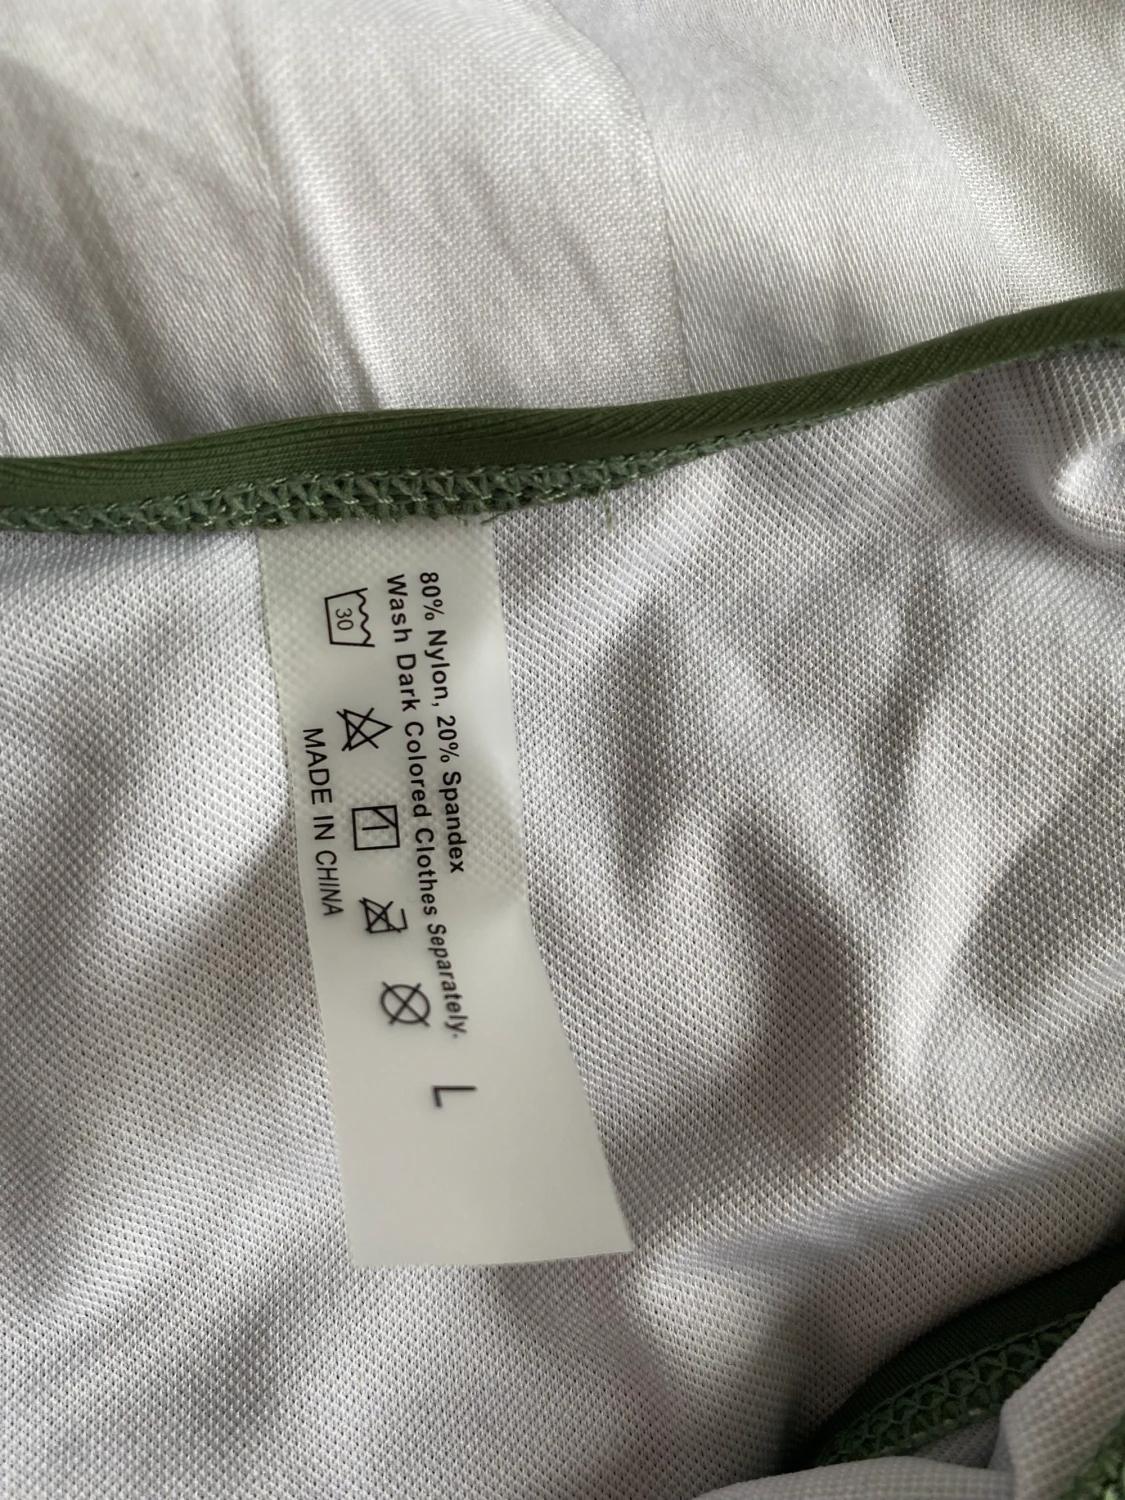 80% Nylon, 20% Spandex
Wash Dark Colored Clothes Separately.
30
MADE IN CHINA
L